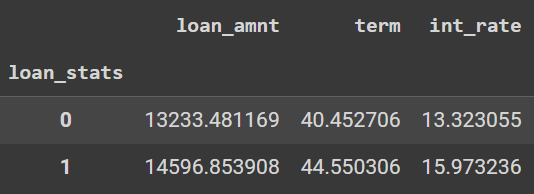 loan_amnt term int_rate
loan_stats
0 13233.481169 40.452706 13.323055
1 14596.853908 44.550306 15.973236